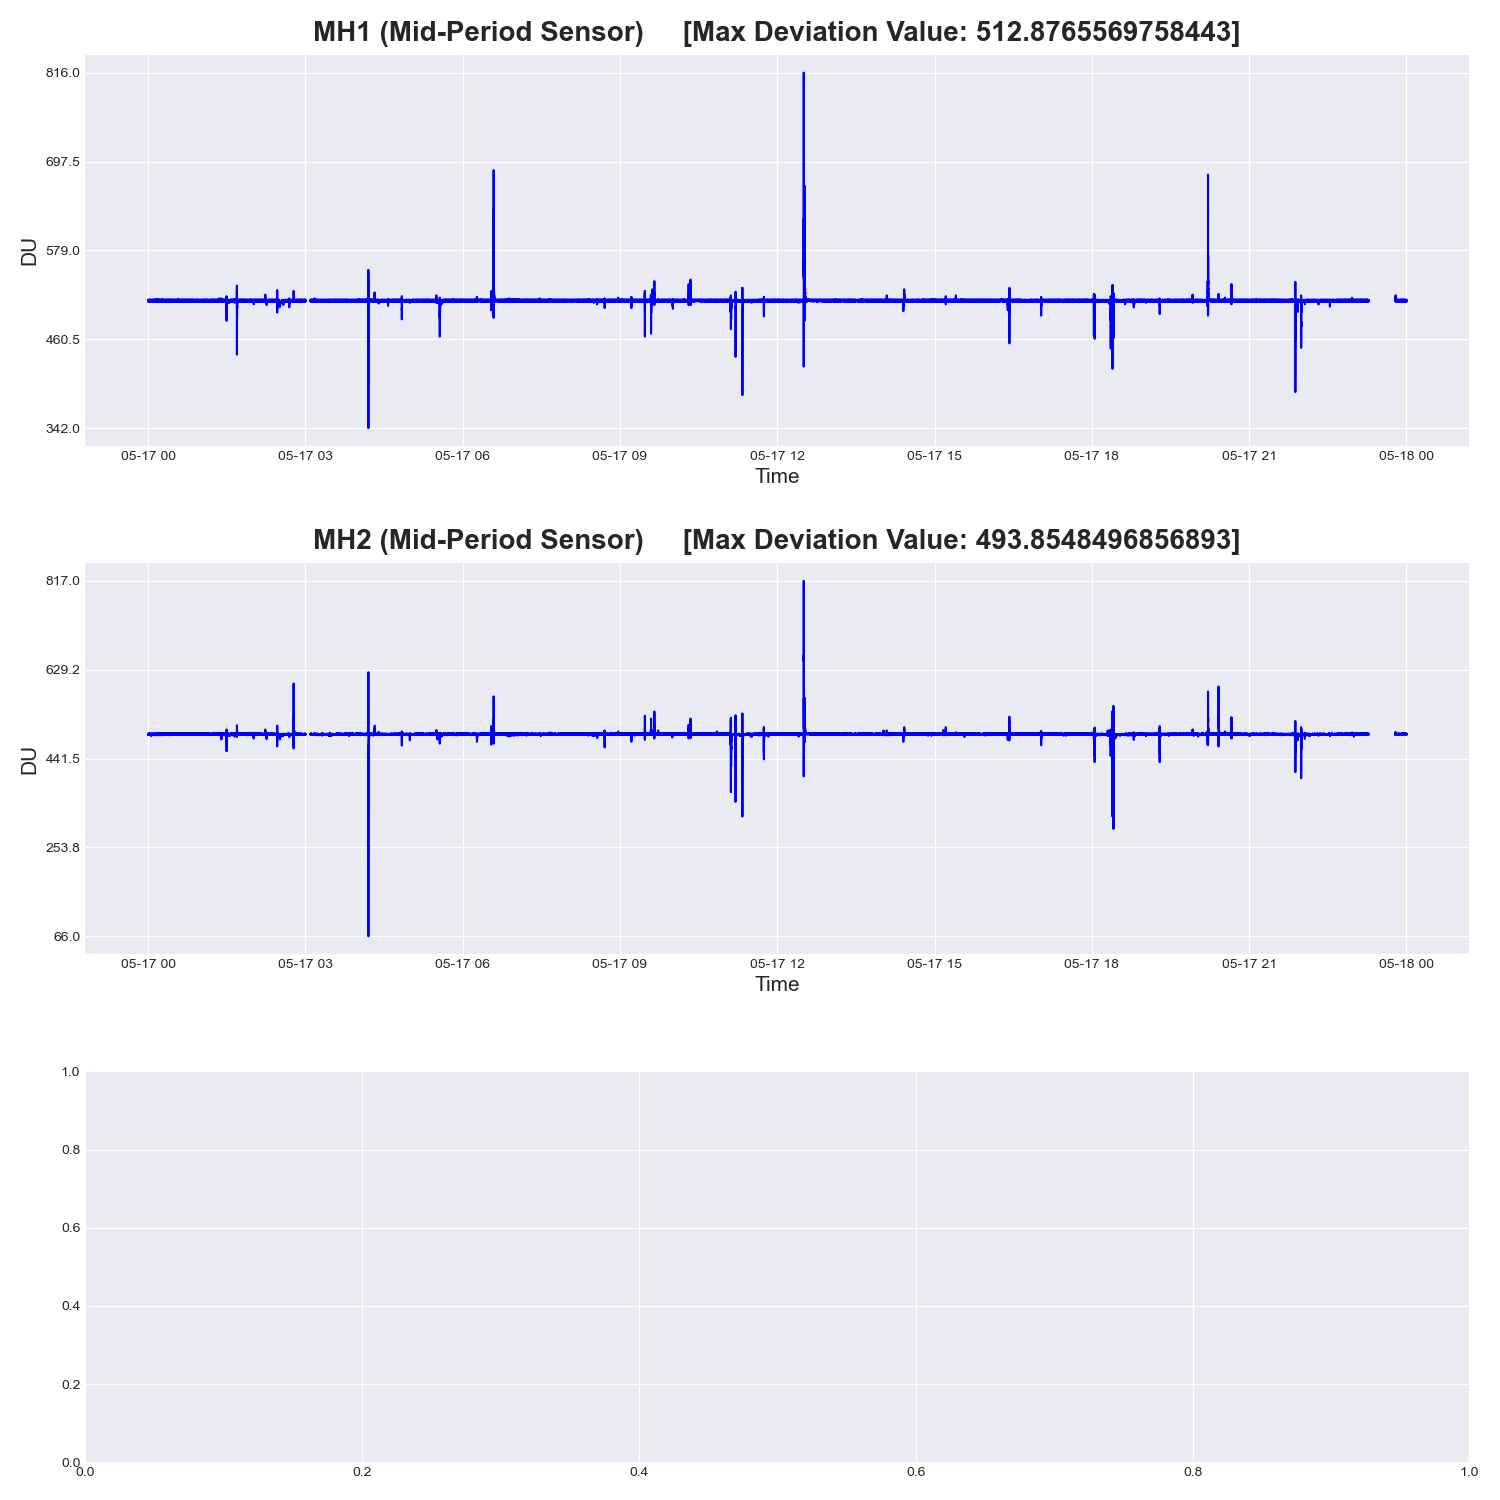 MH1 (Mid-Period Sensor) [Max Deviation Value: 512.8765569758443]
816.0
697.5
579.0
460.5
342.0
DU
05-17 00 05-17 03 05-17 06 05-17 09 05-17 12 05-17 15 05-17 18 05-17 21 05-18 00
Time
MH2 (Mid-Period Sensor) [Max Deviation Value: 493.8548496856893]
817.0
629.2
441.5
253.8
66.0
DU
05-17 00 05-17 03 05-17 06 05-17 09 05-17 12 05-17 15 05-17 18 05-17 21 05-18 00
Time
1.0
0.8
0.6
0.4
0.2
0.0
0.0 0.2 0.4 0.6 0.8 1.0